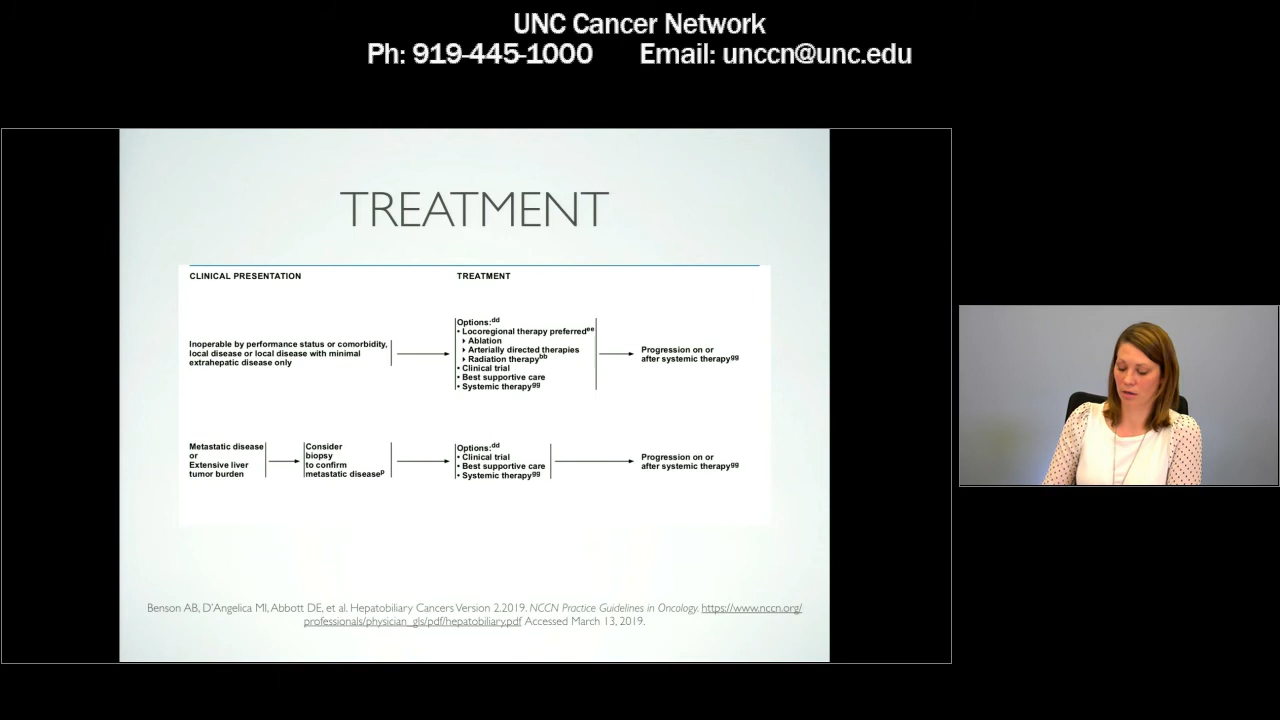 UNC Cancer Network
Ph: 919-445-1000 Email: unccn@unc.edu
TREATMENT
CLINICAL PRESENTATION
TREATMENT
Inoperable by performance status or comorbidity,
local disease or local disease with minimal
extrahepatic disease only
Options:dd
• Locoregional therapy preferredee
‣ Ablation
‣ Arterially directed therapies
‣ Radiation therapybb
• Clinical trial
• Best supportive care
• Systemic therapygg
Progression on or
after systemic therapygg
Metastatic disease
or
Extensive liver
tumor burden
Consider
biopsy
to confirm
metastatic diseasep
Options:dd
• Clinical trial
• Best supportive care
• Systemic therapygg
Progression on or
after systemic therapygg
Benson AB, D'Angelica MI, Abbott DE, et al. Hepatobiliary Cancers Version 2.2019. NCCN Practice Guidelines in Oncology. https://www.nccn.org/
professionals/physician_gls/pdf/hepatobiliary.pdf Accessed March 13, 2019.